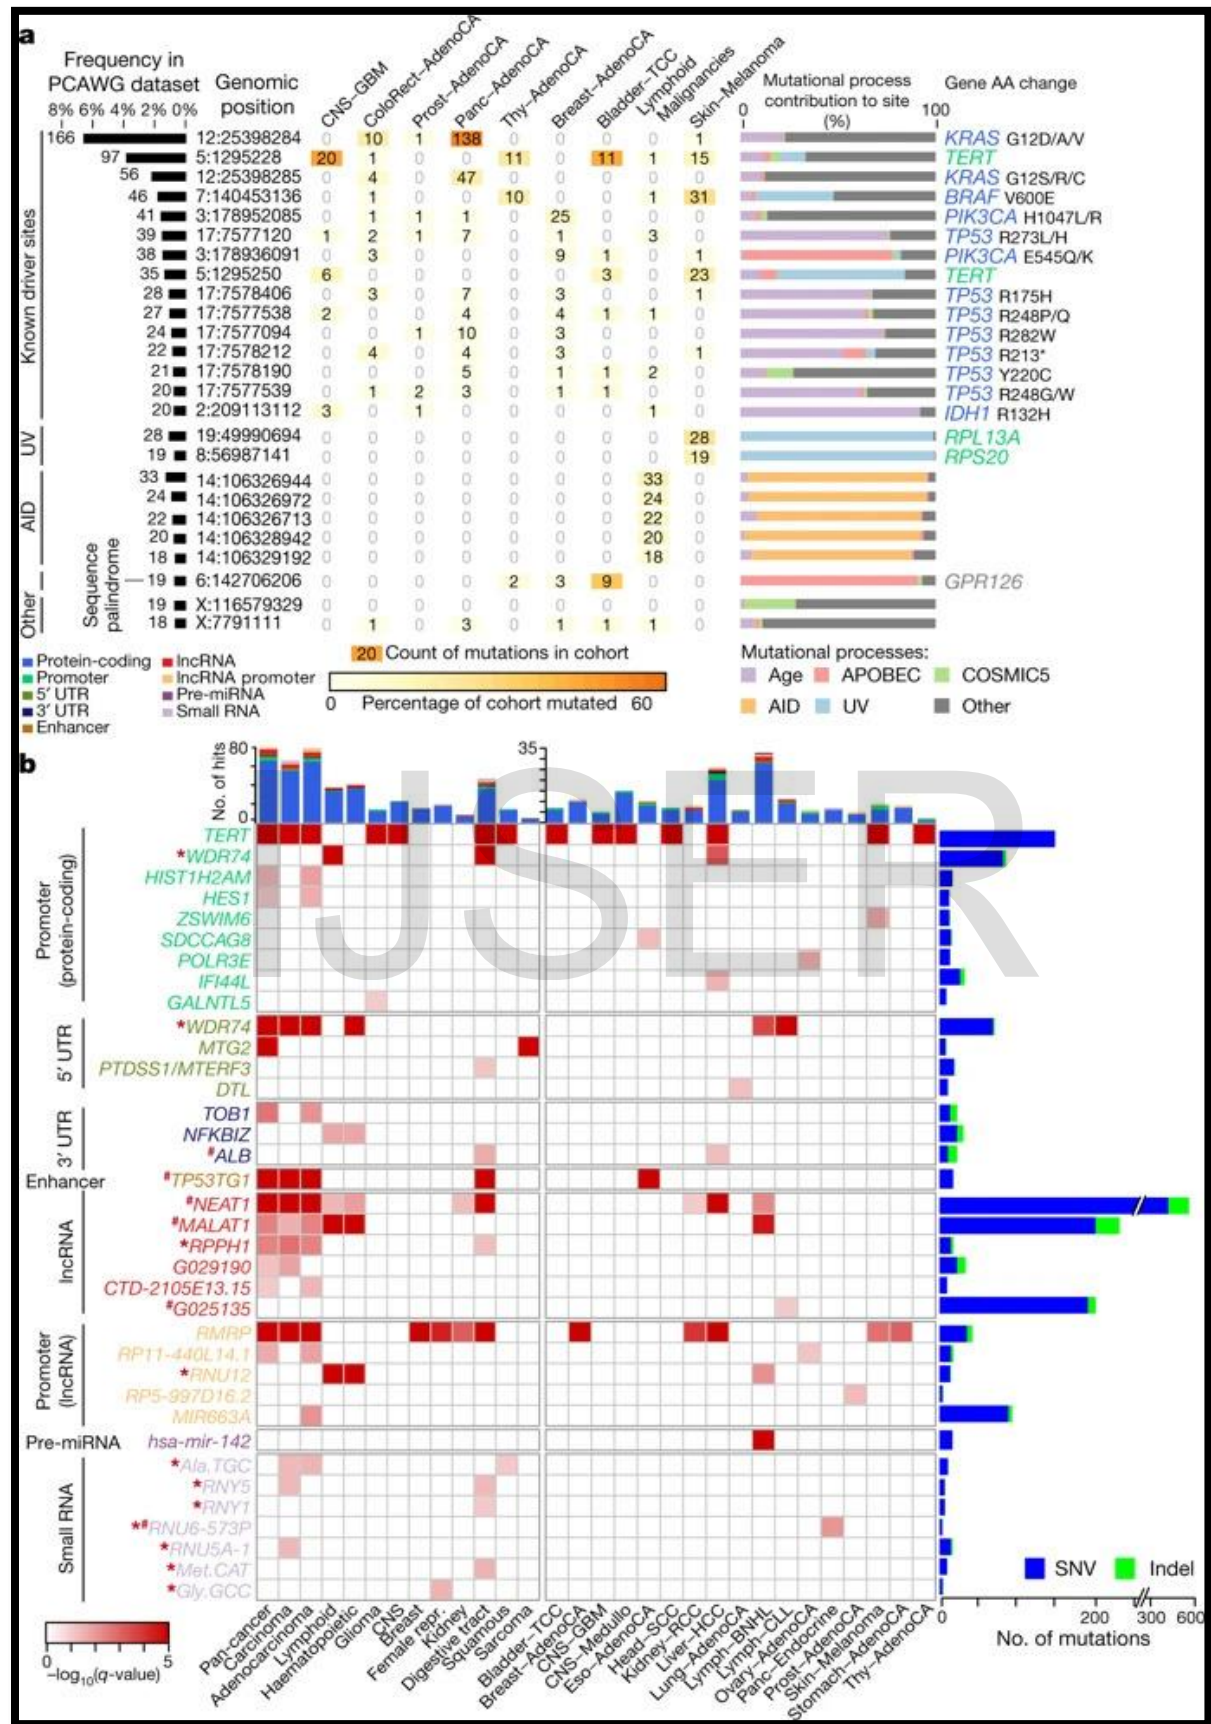 a
Frequency in
PCAWG dataset
8% 6% 4% 2% 0%
Genomic
position
CNS-GBM
ColoRect-AdenoCA
Prost-AdenoCA
Panc-AdenoCA
Thy-AdenoCA
Breast-AdenoCA
Bladder-TCC
Lymphoid
Malignancies
Skin-Melanoma
Mutational process
contribution to site
0 (%) 100
Gene AA change
Known driver sites
166 12:25398284 0 10 1 138 0 0 0 0 1 KRAS G12D/A/V
97 5:1295228 20 1 0 0 11 0 11 1 15 TERT
56 12:25398285 0 4 0 47 0 0 0 0 0 KRAS G12S/R/C
46 7:140453136 0 1 0 0 10 0 0 1 31 BRAF V600E
41 3:178952085 0 1 1 1 0 25 0 0 0 PIK3CA H1047L/R
39 17:7577120 1 2 1 7 0 1 0 3 0 TP53 R273L/H
38 3:178936091 0 3 0 0 0 9 1 0 1 PIK3CA E545Q/K
35 5:1295250 6 0 0 0 0 0 3 0 23 TERT
28 17:7578406 0 3 0 7 0 3 0 0 1 TP53 R175H
27 17:7577538 2 0 0 4 0 4 1 1 0 TP53 R248P/Q
24 17:7577094 0 0 1 10 0 3 0 0 0 TP53 R282W
22 17:7578212 0 4 0 4 0 3 0 0 1 TP53 R213*
21 17:7578190 0 0 0 5 0 1 1 2 0 TP53 Y220C
20 17:7577539 0 1 2 3 0 1 1 0 0 TP53 R248G/W
20 2:209113112 3 0 1 0 0 0 0 1 0 IDH1 R132H
UV
28 19:49990694 0 0 0 0 0 0 0 0 28 RPL13A
19 8:56987141 0 0 0 0 0 0 0 0 19 RPS20
AID
33 14:106326944 0 0 0 0 0 0 0 33 0
24 14:106326972 0 0 0 0 0 0 0 24 0
22 14:106326713 0 0 0 0 0 0 0 22 0
20 14:106328942 0 0 0 0 0 0 0 20 0
18 14:106329192 0 0 0 0 0 0 0 18 0
Other
Sequence
palindrome
19 6:142706206 0 0 0 0 2 3 9 0 0 GPR126
19 X:116579329 0 0 0 0 0 0 0 0 0
18 X:7791111 0 1 0 3 0 1 1 1 0
Protein-coding
Promoter
5′ UTR
3′ UTR
Enhancer
lncRNA
lncRNA promoter
Pre-miRNA
Small RNA
20 Count of mutations in cohort
0 Percentage of cohort mutated 60
Mutational processes:
Age APOBEC COSMIC5
AID UV Other
b
No. of hits
80
0
35
0
IJSER
Promoter
(protein-coding)
TERT
*WDR74
HIST1H2AM
HES1
ZSWIM6
SDCCAG8
POLR3E
IFI44L
GALNTL5
5′ UTR
*WDR74
MTG2
PTDSS1/MTERF3
DTL
3′ UTR
TOB1
NFKBIZ
#ALB
Enhancer
#TP53TG1
lncRNA
#NEAT1
#MALAT1
*RPPH1
G029190
CTD-2105E13.15
#G025135
Promoter
(lncRNA)
RMRP
RP11-440L14.1
*RNU12
RP5-997D16.2
MIR663A
Pre-miRNA
hsa-mir-142
Small RNA
*Ala.TGC
*RNY5
*RNY1
*#RNU6-573P
*RNU5A-1
*Met.CAT
*Gly.GCC
SNV Indel
0 200 300 600
No. of mutations
0 3 5
−log10(q-value)
Pan-cancer
Carcinoma
Adenocarcinoma
Lymphoid
Haematopoietic
Glioma
CNS
Breast
Female repr.
Kidney
Digestive tract
Squamous
Sarcoma
Bladder-TCC
Breast-AdenoCA
CNS-GBM
CNS-Medullo
Eso-AdenoCA
Head-SCC
Kidney-RCC
Liver-HCC
Lung-AdenoCA
Lymph-BNHL
Lymph-CLL
Ovary-AdenoCA
Panc-Endocrine
Prost-AdenoCA
Skin-Melanoma
Stomach-AdenoCA
Thy-AdenoCA